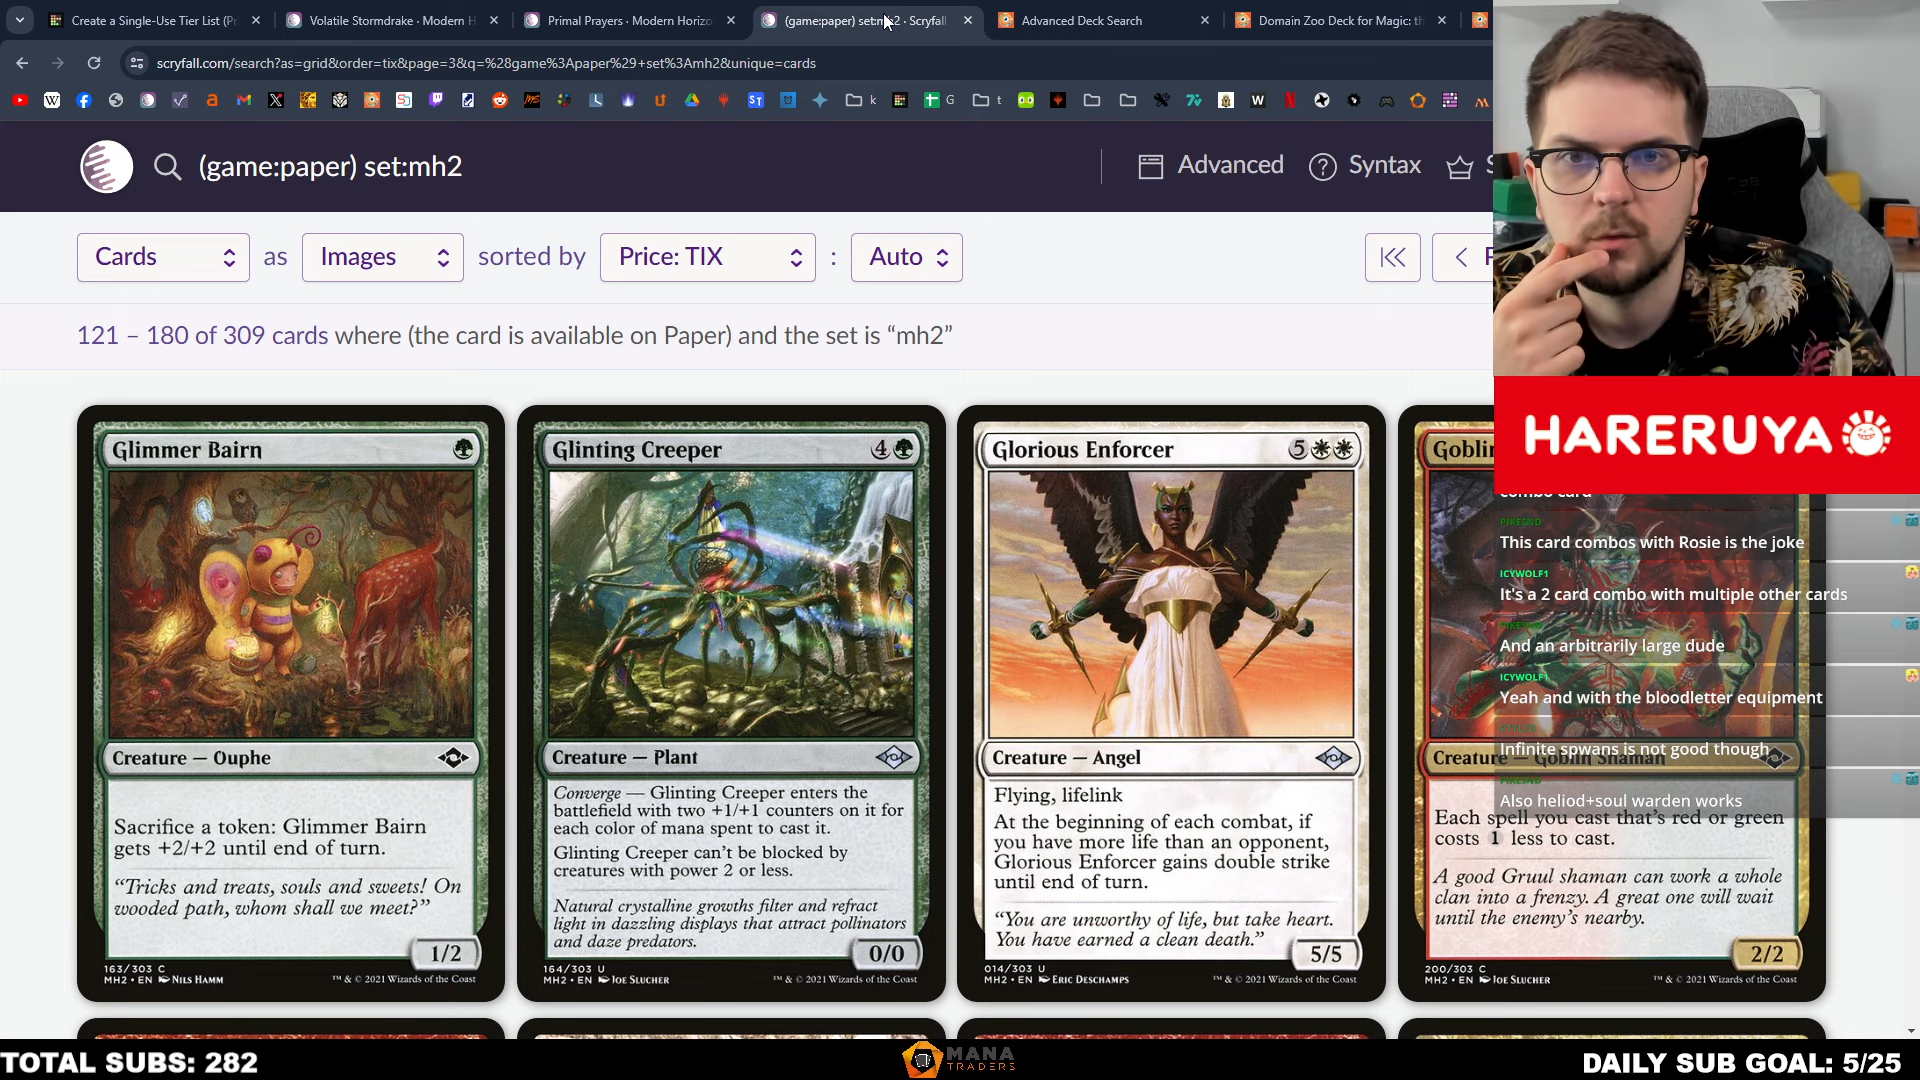 Create a Single-Use Tier List (Pr
Volatile Stormdrake · Modern H
Primal Prayers · Modern Horizo
(game:paper) set:mh2 · Scryfall
Advanced Deck Search
Domain Zoo Deck for Magic: th
scryfall.com/search?as=grid&order=tix&page=3&q=%28game%3Apaper%29+set%3Amh2&unique=cards
(game:paper) set:mh2
Advanced
Syntax
Cards
as
Images
sorted by
Price: TIX
:
Auto
121 – 180 of 309 cards where (the card is available on Paper) and the set is “mh2”
Glimmer Bairn
Creature — Ouphe
Sacrifice a token: Glimmer Bairn
gets +2/+2 until end of turn.
“Tricks and treats, souls and sweets! On
wooded path, whom shall we meet?”
1/2
163/303 C
MH2 • EN NILS HAMM
™ & © 2021 Wizards of the Coast
Glinting Creeper
4
Creature — Plant
Converge — Glinting Creeper enters the
battlefield with two +1/+1 counters on it for
each color of mana spent to cast it.
Glinting Creeper can’t be blocked by
creatures with power 2 or less.
Natural crystalline growths filter and refract
light in dazzling displays that attract pollinators
and daze predators.
0/0
164/303 U
MH2 • EN JOE SLUCHER
™ & © 2021 Wizards of the Coast
Glorious Enforcer
5
Creature — Angel
Flying, lifelink
At the beginning of each combat, if
you have more life than an opponent,
Glorious Enforcer gains double strike
until end of turn.
“You are unworthy of life, but take heart.
You have earned a clean death.”
5/5
014/303 U
MH2 • EN ERIC DESCHAMPS
™ & © 2021 Wizards of the Coast
Goblin
Creature — Goblin Shaman
Each spell you cast that’s red or green
costs 1 less to cast.
A good Gruul shaman can work a whole
clan into a frenzy. A great one will wait
until the enemy’s nearby.
2/2
200/303 C
MH2 • EN JOE SLUCHER
™ & © 2021 Wizards of the Coast
HARERUYA
combo card
PIKESND
This card combos with Rosie is the joke
ICYWOLF1
It's a 2 card combo with multiple other cards
PIKESND
And an arbitrarily large dude
ICYWOLF1
Yeah and with the bloodletter equipment
Infinite spwans is not good though
PIKESND
Also heliod+soul warden works
TOTAL SUBS: 282
MANA
TRADERS
DAILY SUB GOAL: 5/25